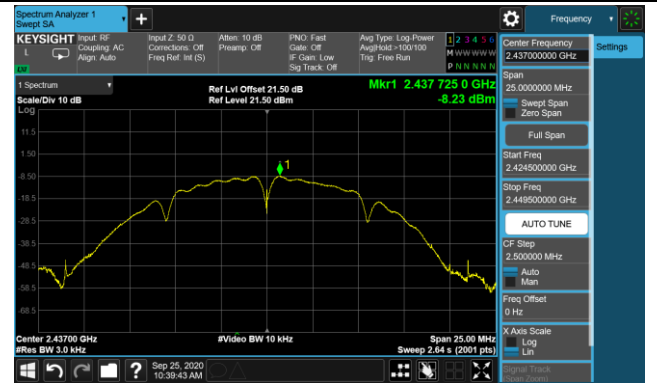 Spectrum Analyzer 1
Swept SA
+
Frequency
KEYSIGHT
L
Input: RF
Coupling: AC
Align: Auto
Input Z: 50 Ω
Corrections: Off
Freq Ref: Int (S)
Atten: 10 dB
Preamp: Off
PNO: Fast
Gate: Off
IF Gain: Low
Sig Track: Off
Avg Type: Log-Power
Avg|Hold:>100/100
Trig: Free Run
1 2 3 4 5 6
M W W W W W
P N N N N N
1 Spectrum
Scale/Div 10 dB
Log
Ref Lvl Offset 21.50 dB
Ref Level 21.50 dBm
Mkr1 2.437 725 0 GHz
-8.23 dBm
11.5
1.50
-8.50
-18.5
-28.5
-38.5
-48.5
-58.5
-68.5
1
Center 2.43700 GHz
#Res BW 3.0 kHz
#Video BW 10 kHz
Span 25.00 MHz
Sweep 2.64 s (2001 pts)
Sep 25, 2020
10:39:43 AM
?
Center Frequency
2.437000000 GHz
Settings
Span
25.0000000 MHz
Swept Span
Zero Span
Full Span
Start Freq
2.424500000 GHz
Stop Freq
2.449500000 GHz
AUTO TUNE
CF Step
2.500000 MHz
Auto
Man
Freq Offset
0 Hz
X Axis Scale
Log
Lin
Signal Track
(Span Zoom)